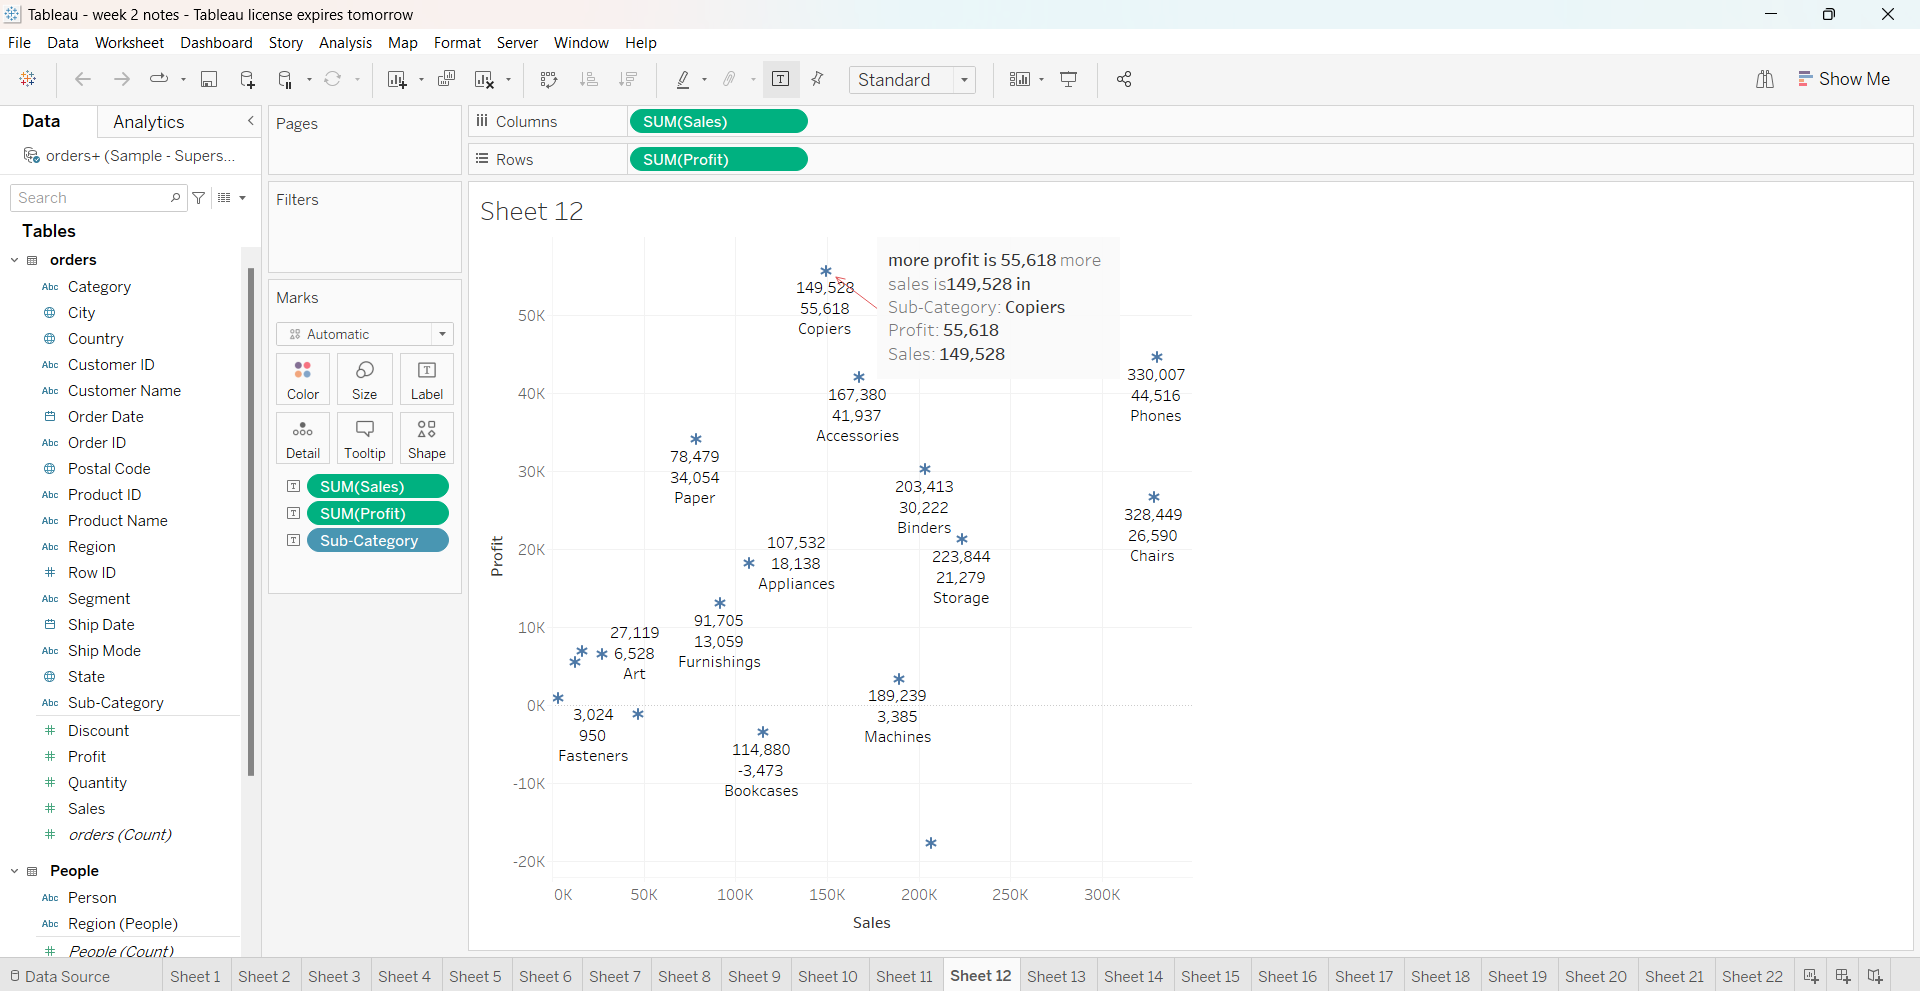 Tableau - week 2 notes - Tableau license expires tomorrow
File Data Worksheet Dashboard Story Analysis Map Format Server Window Help
Standard
Show Me
Data Analytics
orders+ (Sample - Supers...
Search
Tables
orders
Abc Category
City
Country
Abc Customer ID
Abc Customer Name
Order Date
Abc Order ID
Postal Code
Abc Product ID
Abc Product Name
Abc Region
# Row ID
Abc Segment
Ship Date
Abc Ship Mode
State
Abc Sub-Category
# Discount
# Profit
# Quantity
# Sales
# orders (Count)
People
Abc Person
Abc Region (People)
# People (Count)
Pages
Filters
Marks
Automatic
Color Size Label
Detail Tooltip Shape
SUM(Sales)
SUM(Profit)
Sub-Category
Columns SUM(Sales)
Rows SUM(Profit)
Sheet 12
more profit is 55,618 more
sales is149,528 in
Sub-Category: Copiers
Profit: 55,618
Sales: 149,528
149,528
55,618
Copiers
330,007
44,516
Phones
167,380
41,937
Accessories
78,479
34,054
Paper
203,413
30,222
Binders
328,449
26,590
Chairs
107,532
18,138
Appliances
223,844
21,279
Storage
91,705
13,059
Furnishings
27,119
6,528
Art
189,239
3,385
Machines
3,024
950
Fasteners
114,880
-3,473
Bookcases
Profit
50K
40K
30K
20K
10K
0K
-10K
-20K
0K 50K 100K 150K 200K 250K 300K
Sales
Data Source Sheet 1 Sheet 2 Sheet 3 Sheet 4 Sheet 5 Sheet 6 Sheet 7 Sheet 8 Sheet 9 Sheet 10 Sheet 11 Sheet 12 Sheet 13 Sheet 14 Sheet 15 Sheet 16 Sheet 17 Sheet 18 Sheet 19 Sheet 20 Sheet 21 Sheet 22